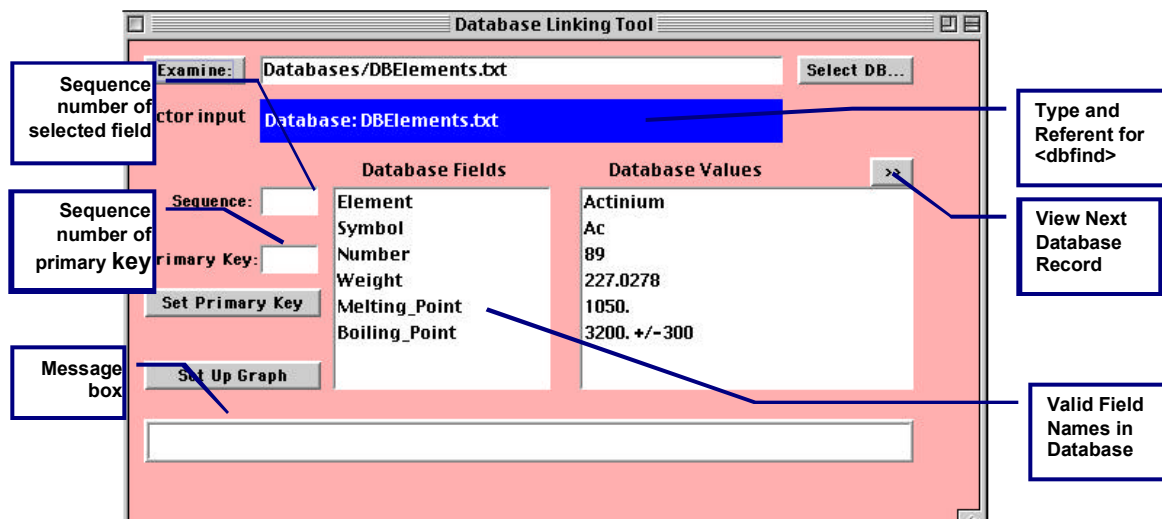 Database Linking Tool
Examine: Databases/DBElements.txt Select DB...
Sequence
number of
selected field
ctor input Database: DBElements.txt
Type and
Referent for
<dbfind>
Database Fields Database Values >>
Sequence:
Element Actinium
Symbol Ac
Number 89
Weight 227.0278
Melting_Point 1050.
Boiling_Point 3200. +/-300
Sequence
number of
primary key
rimary Key:
View Next
Database
Record
Set Primary Key
Message
box
Set Up Graph
Valid Field
Names in
Database